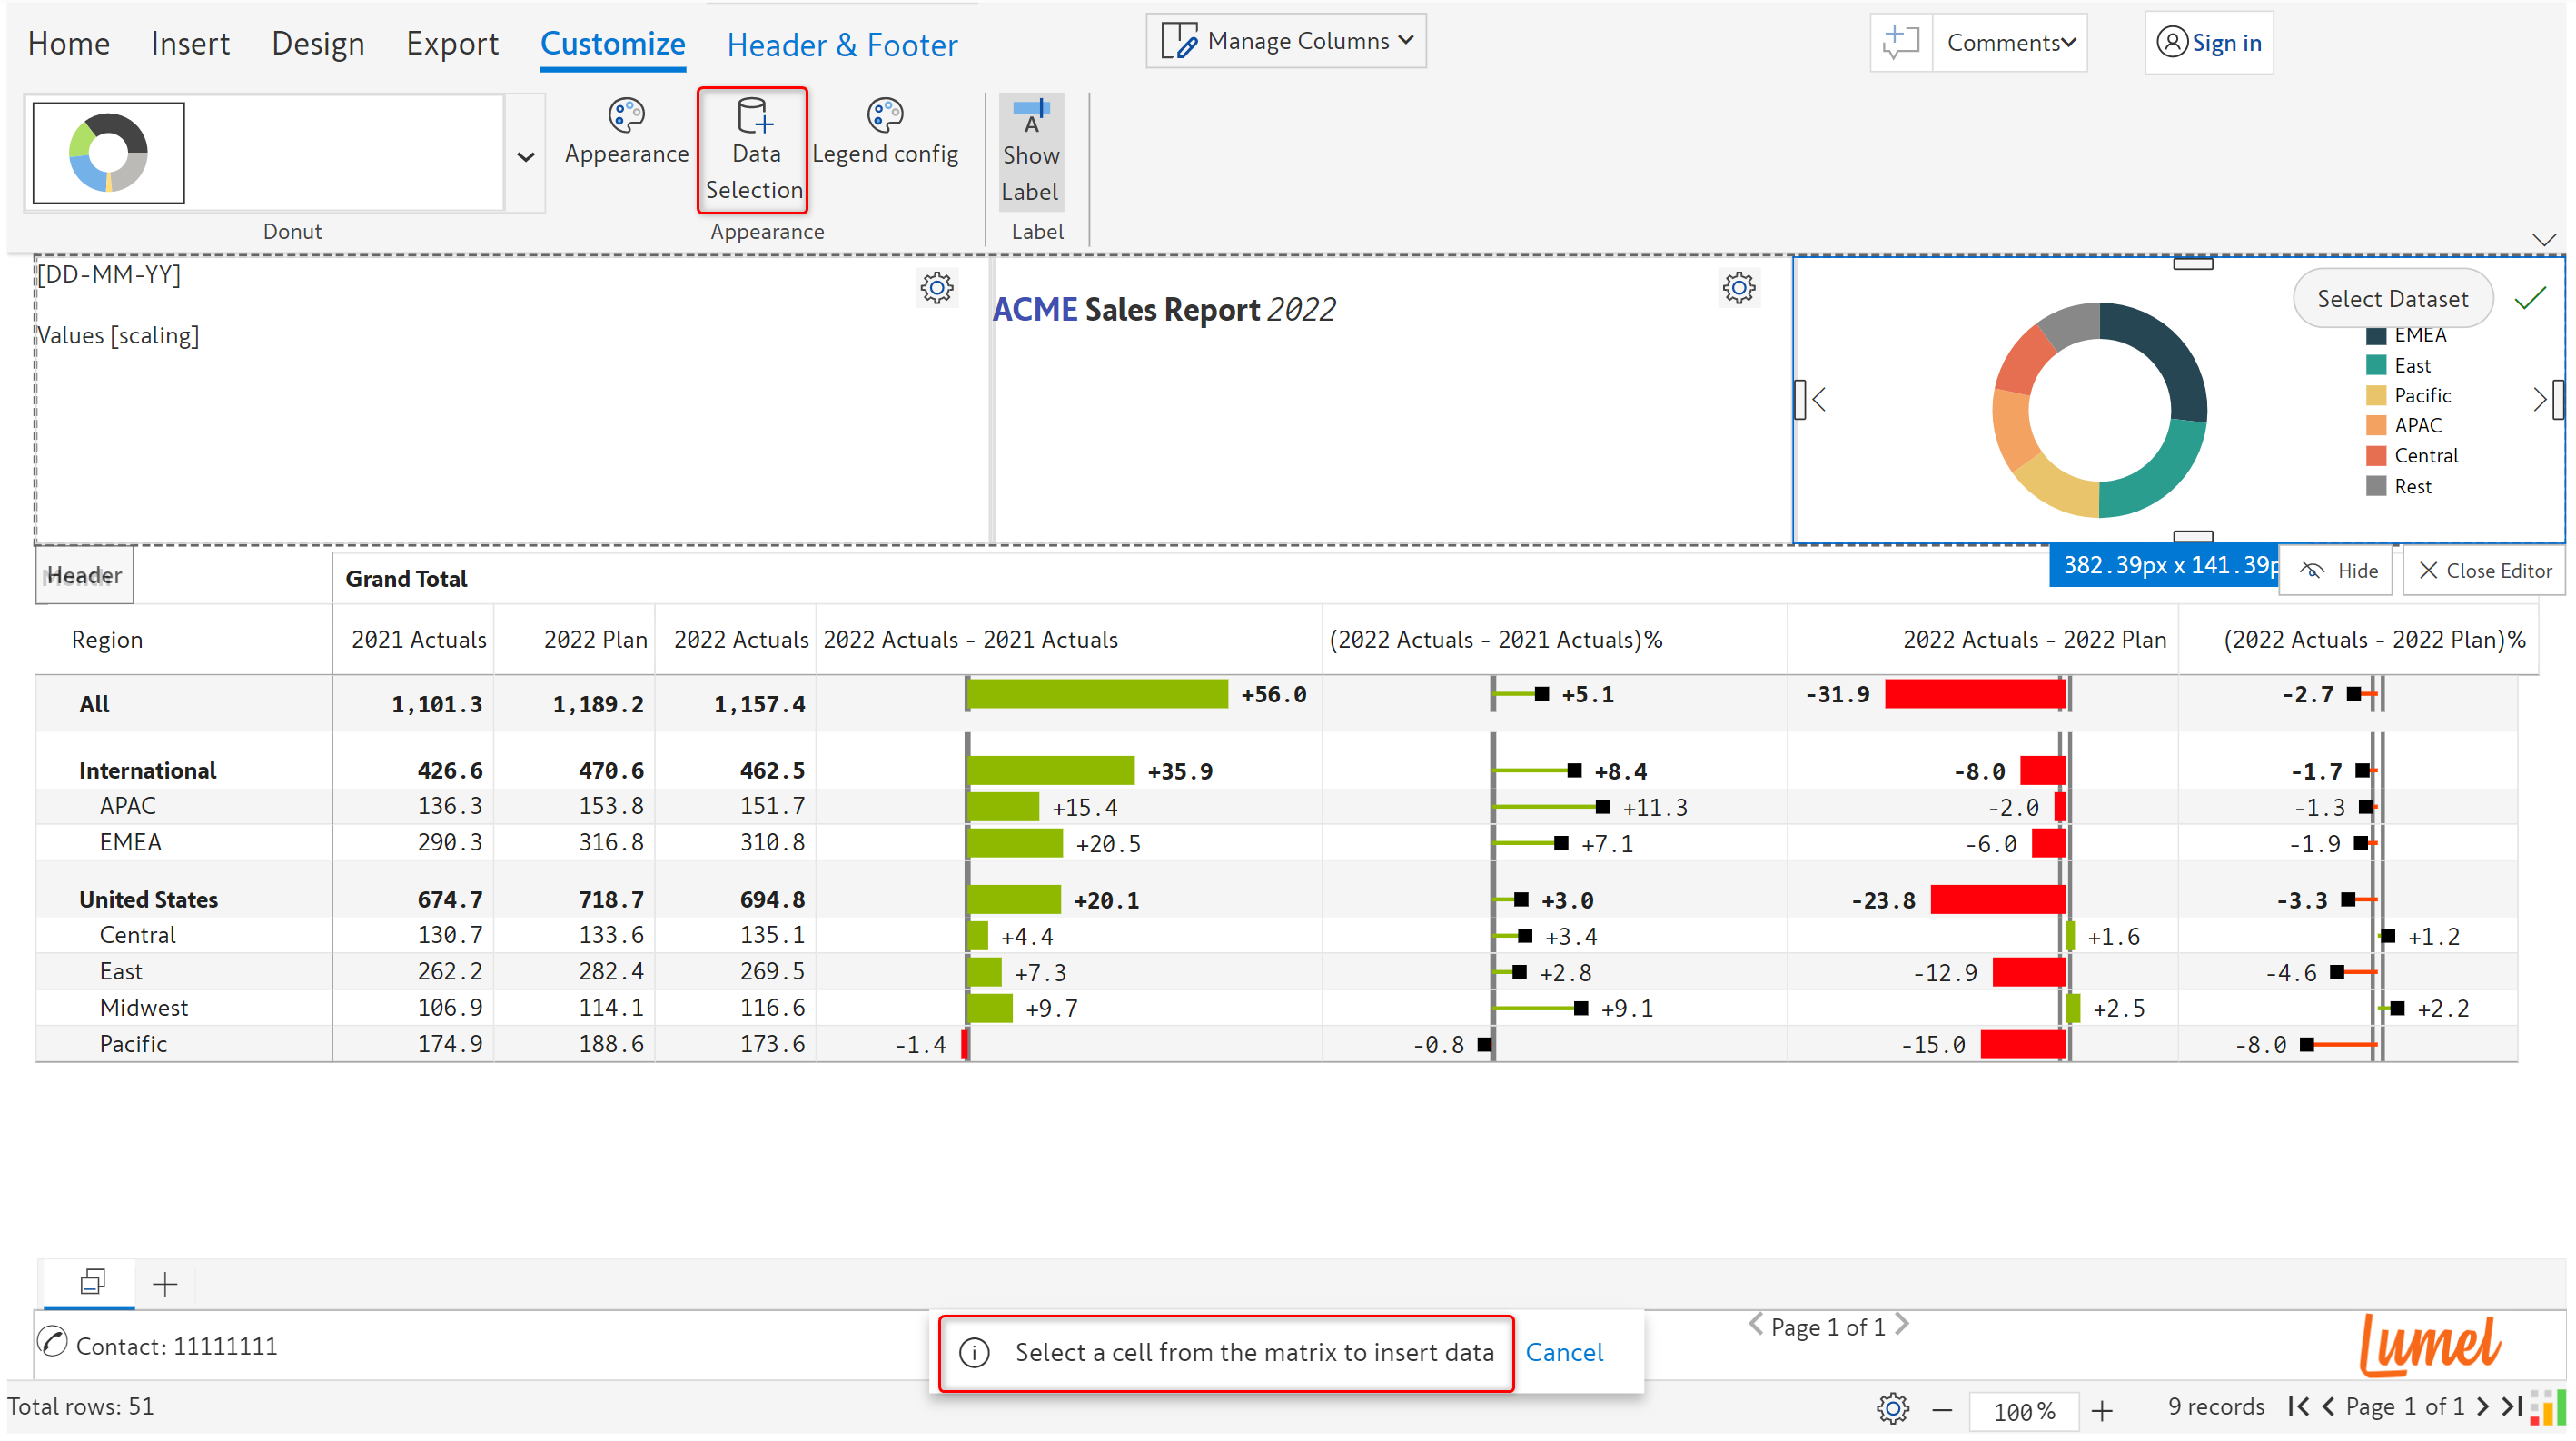 Home Insert Design Export Customize Header & Footer Manage Columns Comments Sign in
Appearance Data Selection Legend config Show Label
Donut Appearance Label
[DD-MM-YY]
Values [scaling]
ACME Sales Report 2022
Select Dataset
EMEA
East
Pacific
APAC
Central
Rest
382.39px x 141.39p Hide Close Editor
Header Grand Total
Region 2021 Actuals 2022 Plan 2022 Actuals 2022 Actuals - 2021 Actuals (2022 Actuals - 2021 Actuals)% 2022 Actuals - 2022 Plan (2022 Actuals - 2022 Plan)%
All 1,101.3 1,189.2 1,157.4 +56.0 +5.1 -31.9 -2.7
International 426.6 470.6 462.5 +35.9 +8.4 -8.0 -1.7
APAC 136.3 153.8 151.7 +15.4 +11.3 -2.0 -1.3
EMEA 290.3 316.8 310.8 +20.5 +7.1 -6.0 -1.9
United States 674.7 718.7 694.8 +20.1 +3.0 -23.8 -3.3
Central 130.7 133.6 135.1 +4.4 +3.4 +1.6 +1.2
East 262.2 282.4 269.5 +7.3 +2.8 -12.9 -4.6
Midwest 106.9 114.1 116.6 +9.7 +9.1 +2.5 +2.2
Pacific 174.9 188.6 173.6 -1.4 -0.8 -15.0 -8.0
Contact: 11111111
Select a cell from the matrix to insert data Cancel
Page 1 of 1
Lumel
Total rows: 51 100% 9 records Page 1 of 1